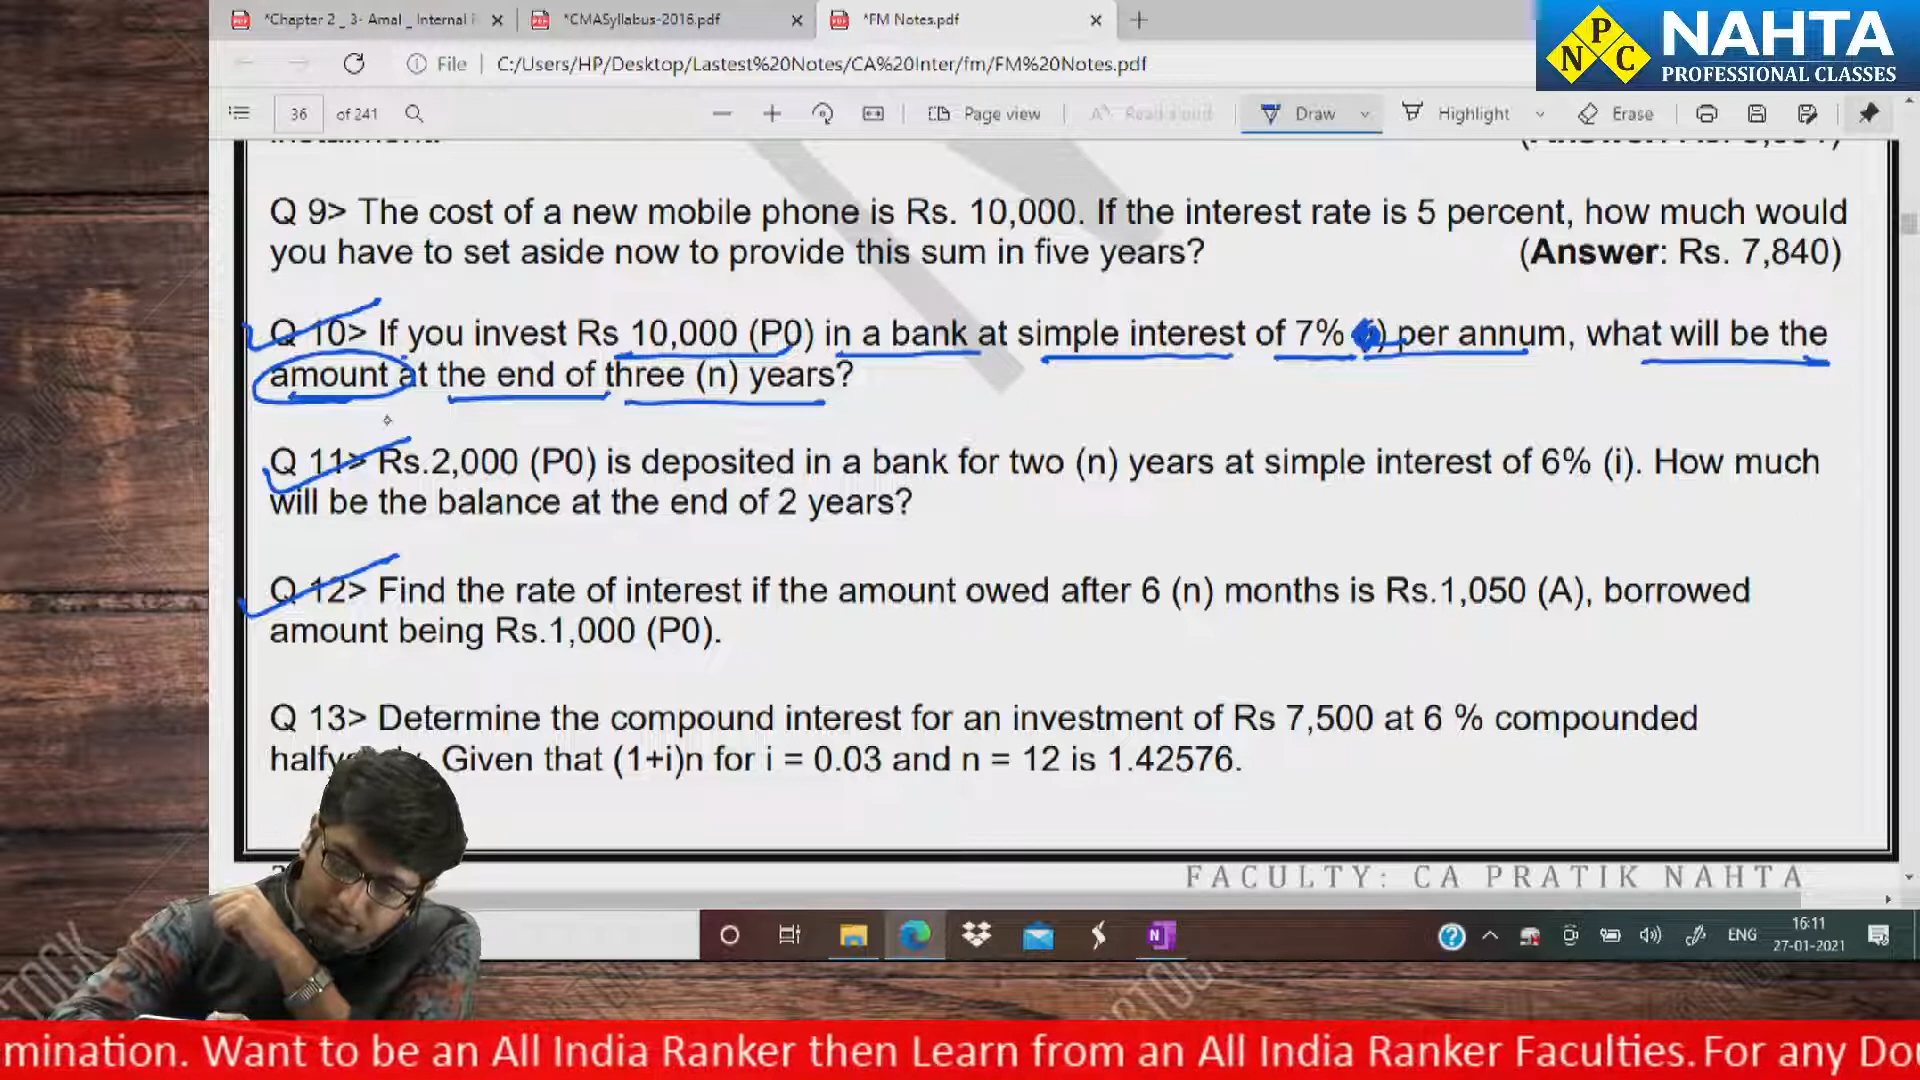 *Chapter 2 _ 3- Amal _ Internal
*CMASyllabus-2016.pdf
*FM Notes.pdf
File
C:/Users/HP/Desktop/Lastest%20Notes/CA%20Inter/fm/FM%20Notes.pdf
NPC
NAHTA
PROFESSIONAL CLASSES
36 of 241
Page view
Read aloud
Draw
Highlight
Erase
Q 9> The cost of a new mobile phone is Rs. 10,000. If the interest rate is 5 percent, how much would
you have to set aside now to provide this sum in five years? (Answer: Rs. 7,840)
Q 10> If you invest Rs 10,000 (P0) in a bank at simple interest of 7% per annum, what will be the
amount at the end of three (n) years?
Q 11> Rs.2,000 (P0) is deposited in a bank for two (n) years at simple interest of 6% (i). How much
will be the balance at the end of 2 years?
Q 12> Find the rate of interest if the amount owed after 6 (n) months is Rs.1,050 (A), borrowed
amount being Rs.1,000 (P0).
Q 13> Determine the compound interest for an investment of Rs 7,500 at 6 % compounded
Given that (1+i)n for i = 0.03 and n = 12 is 1.42576.
FACULTY: CA PRATIK NAHTA
ENG
16:11
27-01-2021
mination. Want to be an All India Ranker then Learn from an All India Ranker Faculties. For any Dou